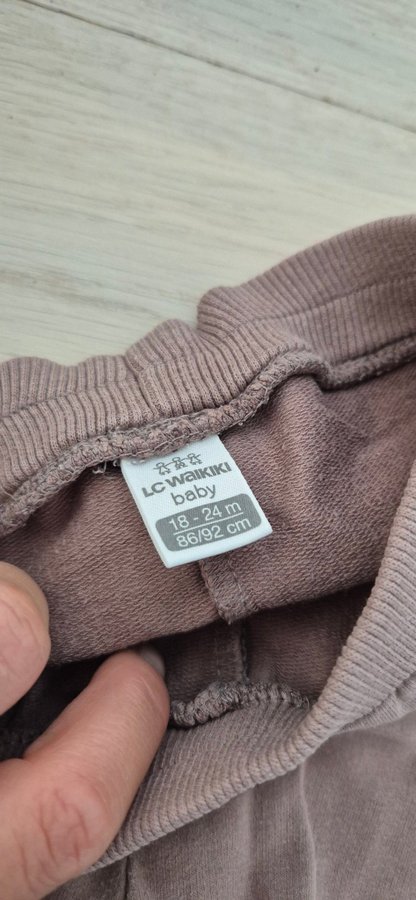 LC WAIKIKI
baby
18 - 24 m
86/92 cm